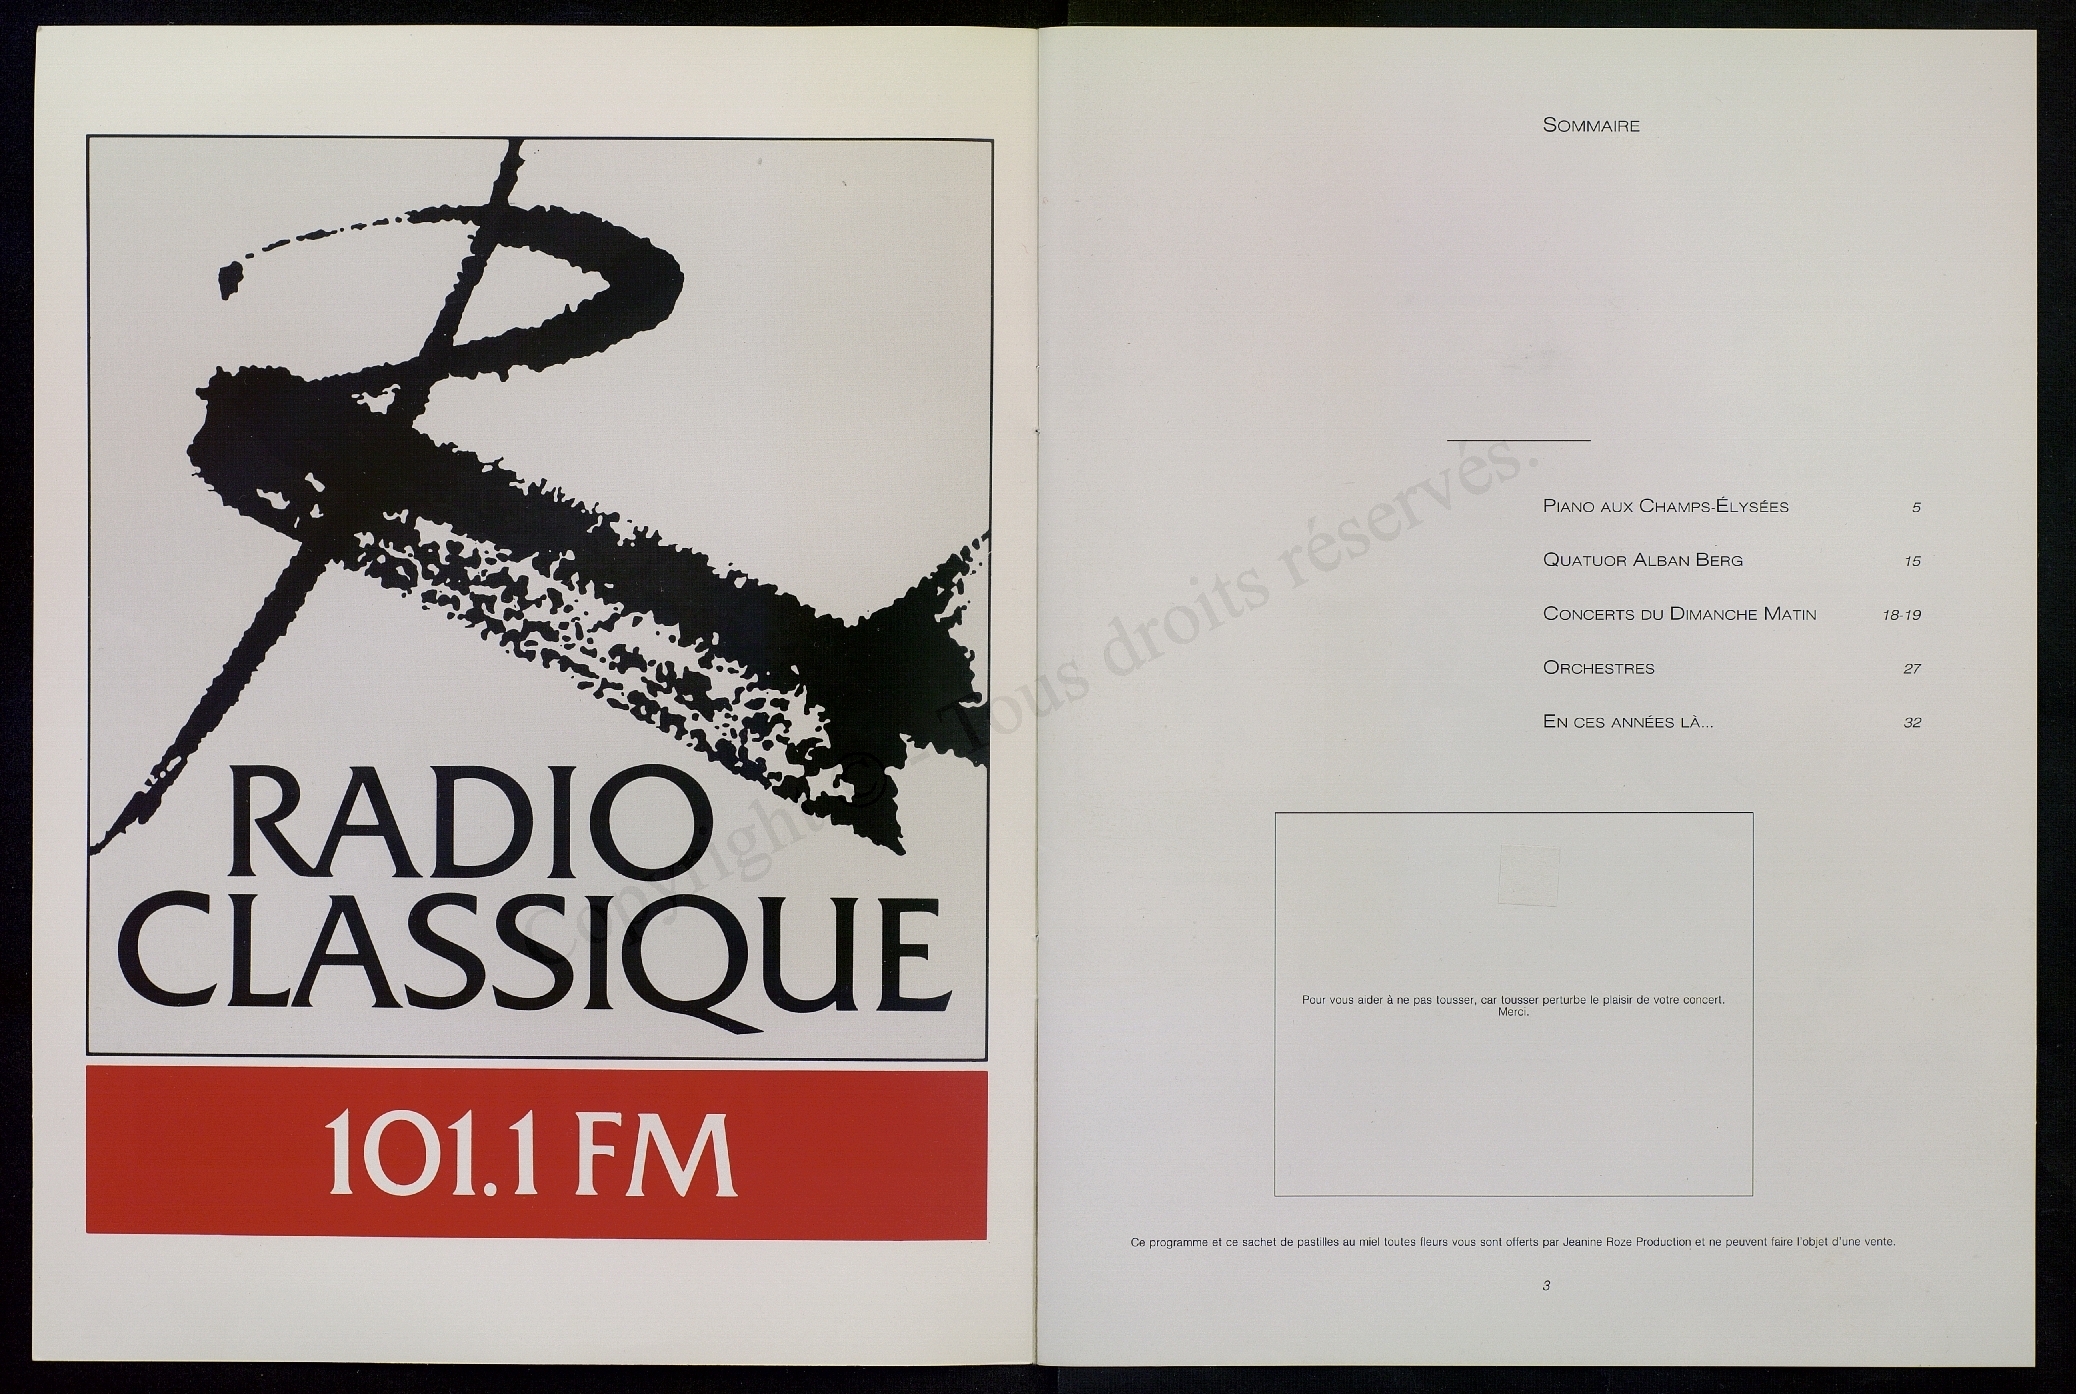 RADIO
CLASSIQUE
101.1 FM
SOMMAIRE
PIANO AUX CHAMPS-ÉLYSÉES 5
QUATUOR ALBAN BERG 15
CONCERTS DU DIMANCHE MATIN 18-19
ORCHESTRES 27
EN CES ANNÉES LÀ... 32
Pour vous aider à ne pas tousser, car tousser perturbe le plaisir de votre concert.
Merci.
Ce programme et ce sachet de pastilles au miel toutes fleurs vous sont offerts par Jeanine Roze Production et ne peuvent faire l'objet d'une vente.
3
Copyright © Tous droits réservés.